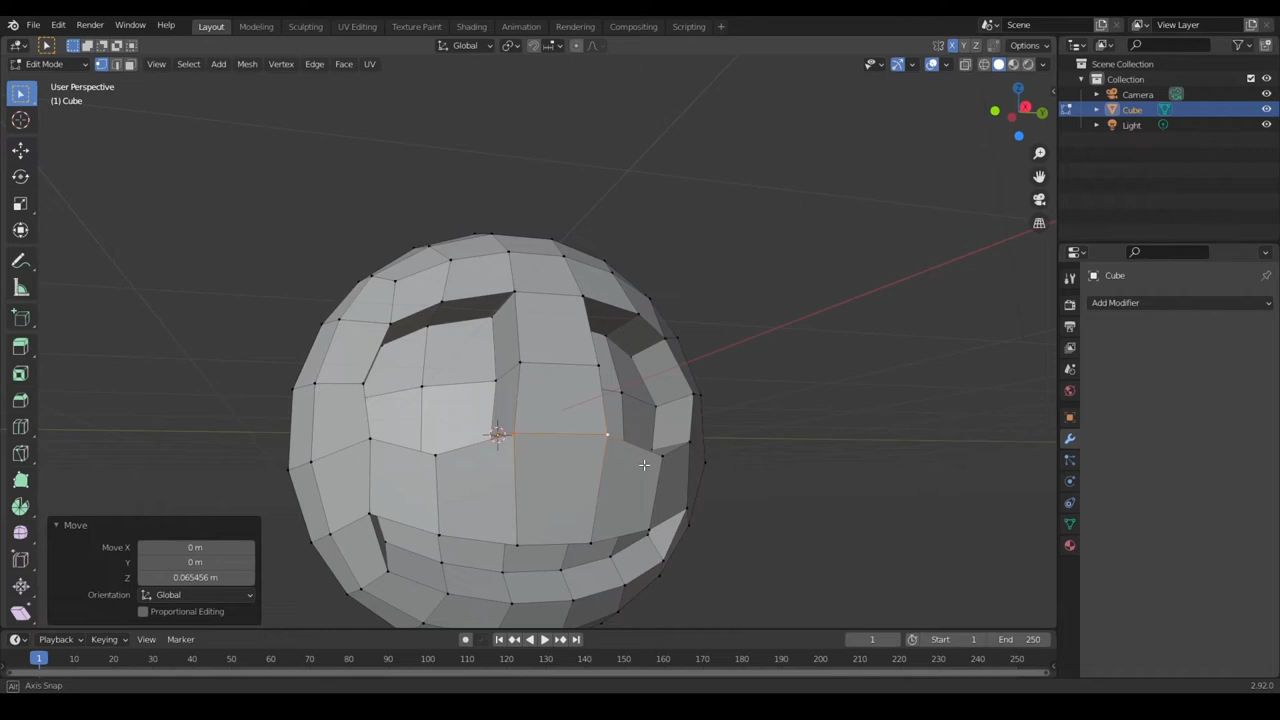 File Edit Render Window Help Layout Modeling Sculpting UV Editing Texture Paint Shading Animation Rendering Compositing Scripting Scene View Layer
Global X Y Z Options
Edit Mode View Select Add Mesh Vertex Edge Face UV
User Perspective
(1) Cube
Z
X
Y
Scene Collection
Collection
Camera
Cube
Light
Cube
Add Modifier
Move
Move X 0 m
Y 0 m
Z 0.065456 m
Orientation Global
Proportional Editing
Playback Keying View Marker 1 Start 1 End 250
1 10 20 30 40 50 60 70 80 90 100 110 120 130 140 150 160 170 180 190 200 210 220 230 240 250
Alt Axis Snap 2.92.0